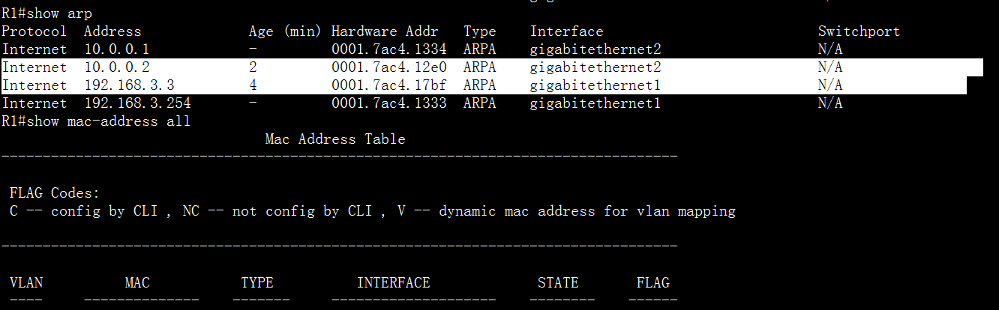 R1#show arp
Protocol  Address             Age (min)  Hardware Addr   Type    Interface                          Switchport
Internet  10.0.0.1            -          0001.7ac4.1334  ARPA    gigabitethernet2                   N/A
Internet  10.0.0.2            2          0001.7ac4.12e0  ARPA    gigabitethernet2                   N/A
Internet  192.168.3.3         4          0001.7ac4.17bf  ARPA    gigabitethernet1                   N/A
Internet  192.168.3.254       -          0001.7ac4.1333  ARPA    gigabitethernet1                   N/A
R1#show mac-address all
Mac Address Table
----------------------------------------------------------------------------------
FLAG Codes:
C -- config by CLI , NC -- not config by CLI , V -- dynamic mac address for vlan mapping
----------------------------------------------------------------------------------
VLAN          MAC           TYPE          INTERFACE             STATE       FLAG
----     --------------    -------     --------------------    --------    ------